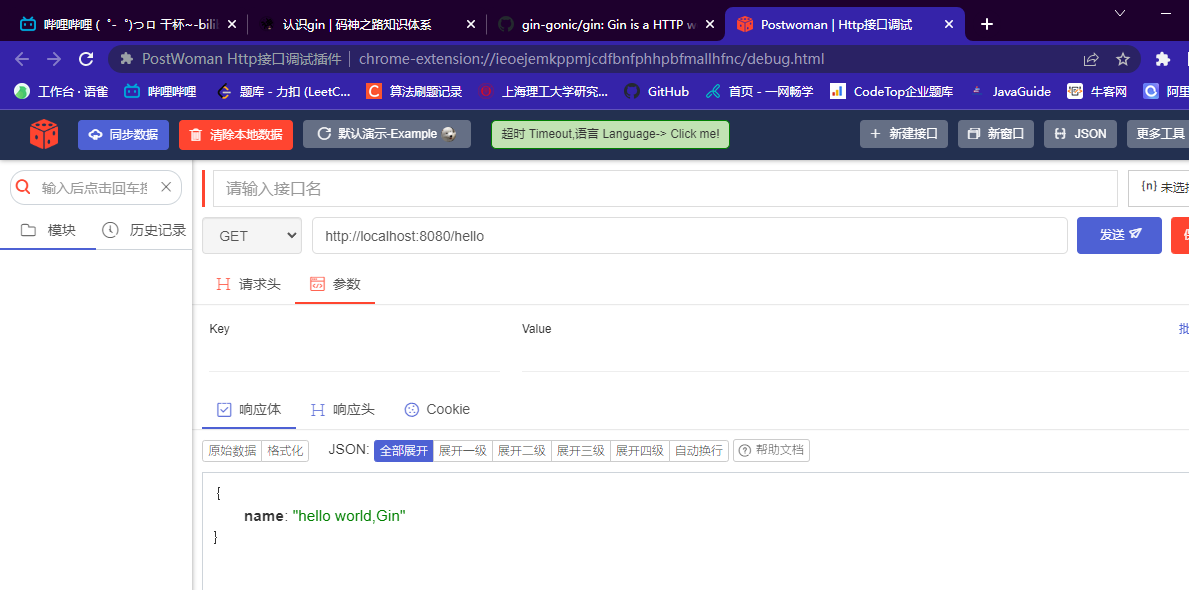 哔哩哔哩 (゜-゜)つロ 干杯~-bili
认识gin | 码神之路知识体系
gin-gonic/gin: Gin is a HTTP w
Postwoman | Http接口调试
PostWoman Http接口调试插件 | chrome-extension://ieoejemkppmjcdfbnfphhpbfmallhfnc/debug.html
工作台 · 语雀 哔哩哔哩 题库 - 力扣 (LeetC... 算法刷题记录 上海理工大学研究... GitHub 首页 - 一网畅学 CodeTop企业题库 JavaGuide 牛客网 阿里
同步数据 清除本地数据 默认演示-Example 超时 Timeout,语言 Language-> Click me! 新建接口 新窗口 JSON 更多工具
输入后点击回车搜
请输入接口名
{n} 未选择
模块 历史记录
GET http://localhost:8080/hello 发送
请求头 参数
Key Value 批
响应体 响应头 Cookie
原始数据 格式化 JSON: 全部展开 展开一级 展开二级 展开三级 展开四级 自动换行 帮助文档
{
name: "hello world,Gin"
}